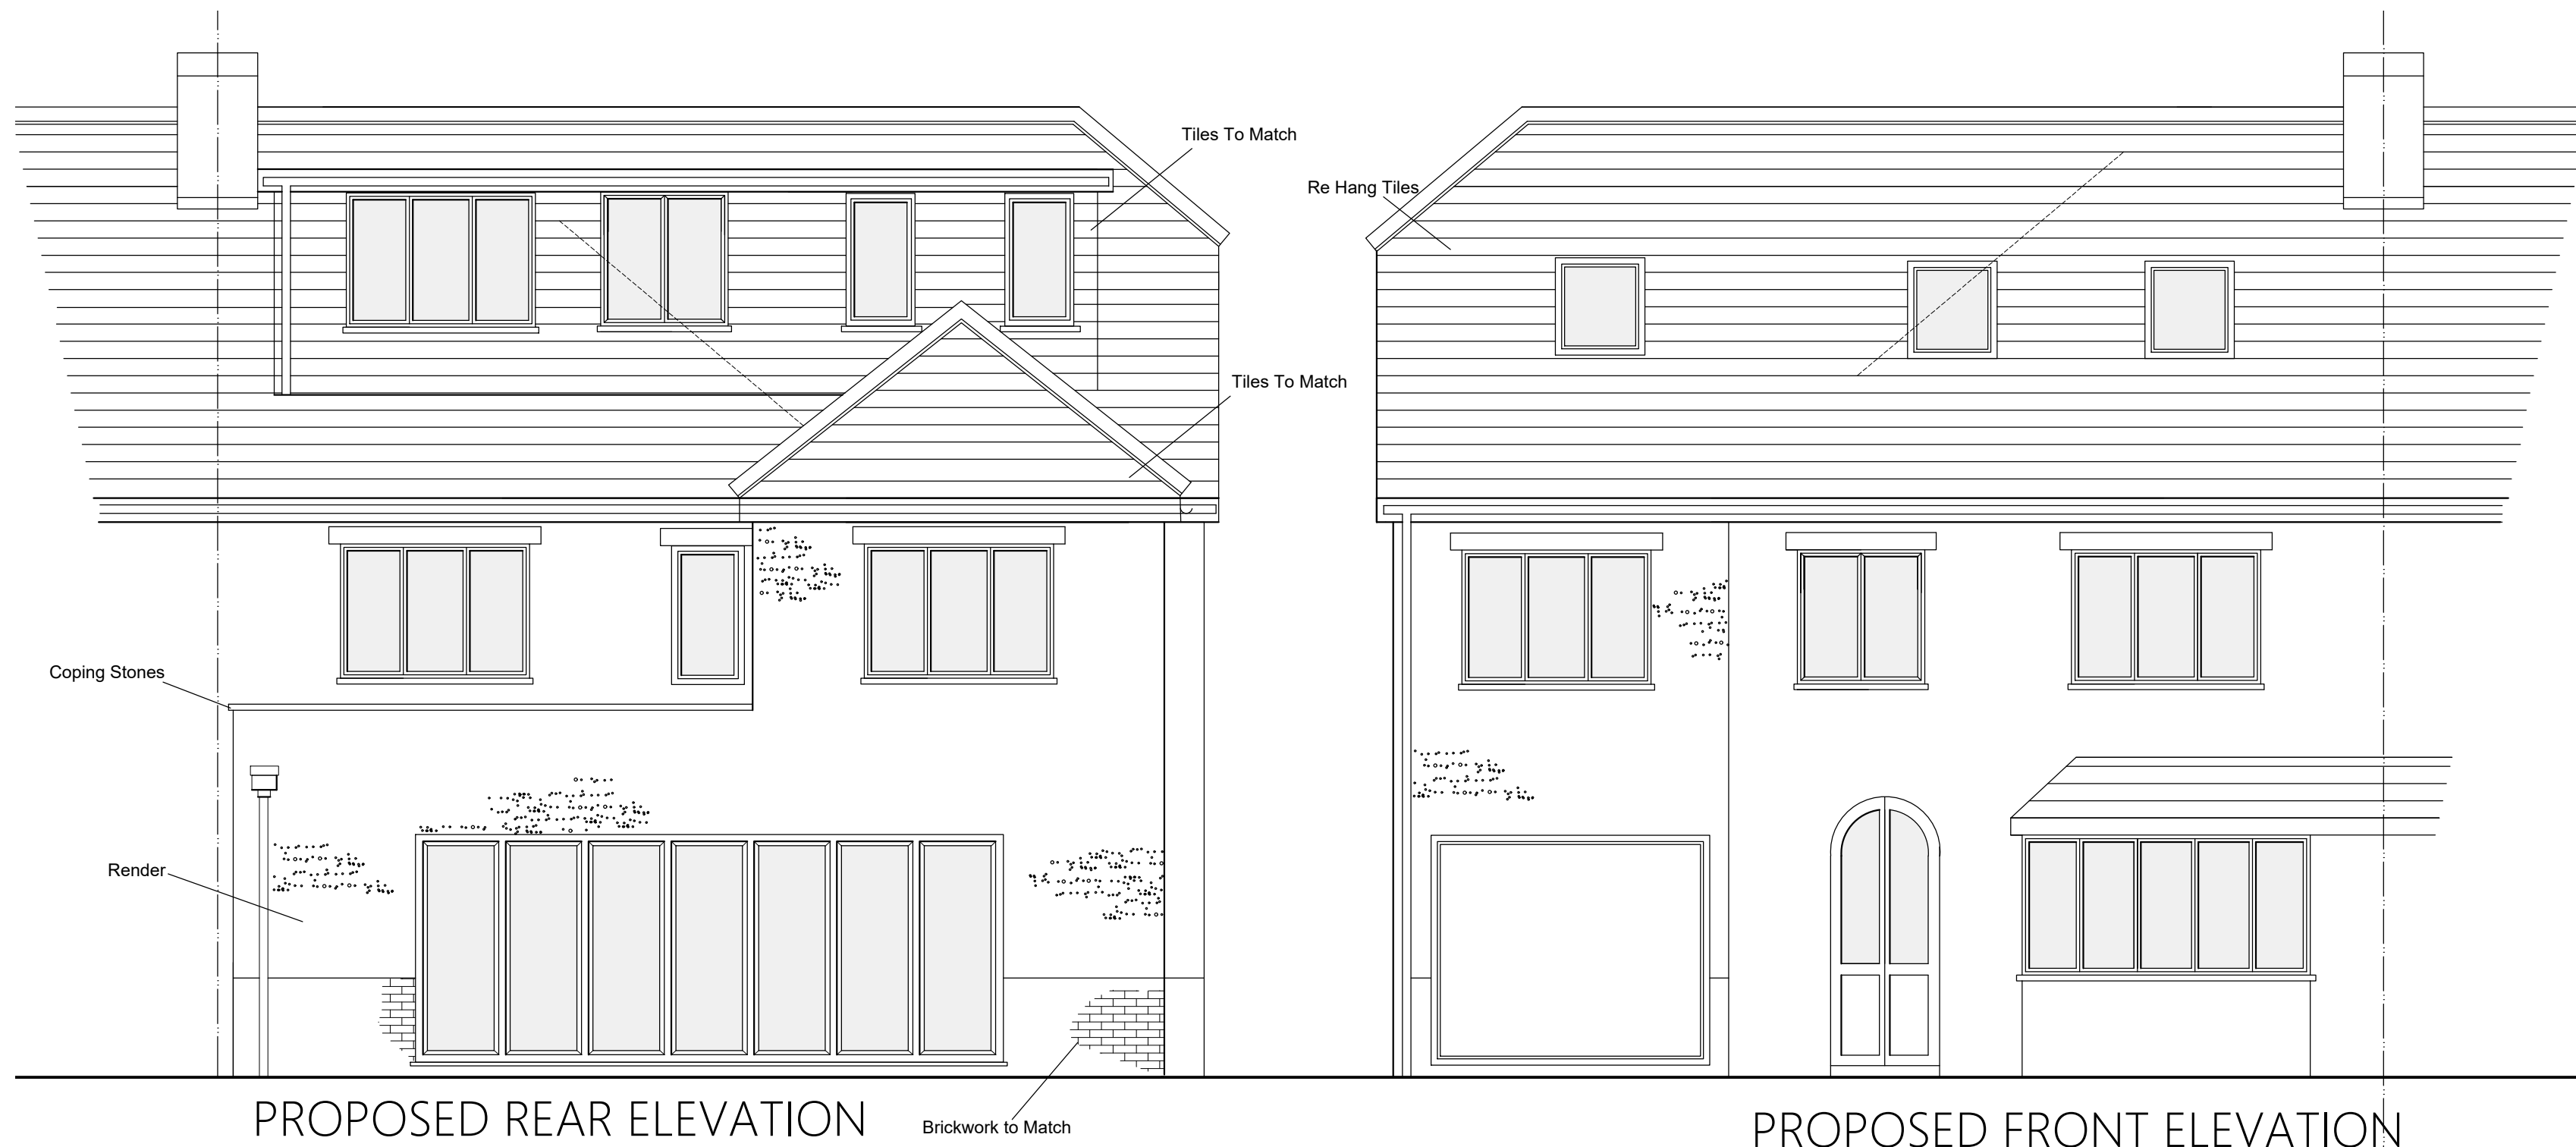 Tiles To Match
Re Hang Tiles
Tiles To Match
Coping Stones
Render
PROPOSED REAR ELEVATION
Brickwork to Match
PROPOSED FRONT ELEVATION